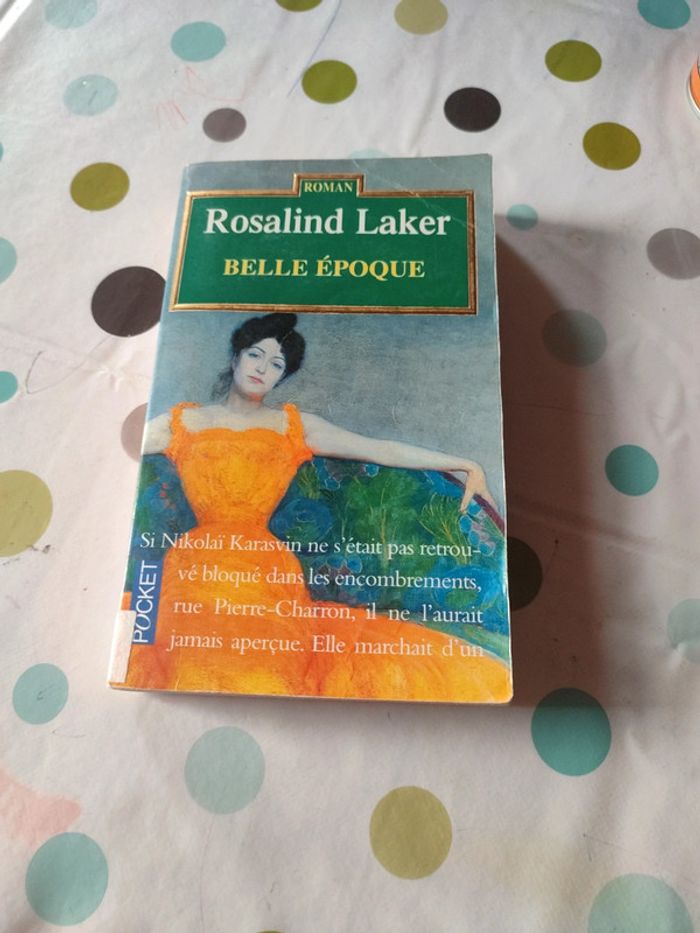 ROMAN
Rosalind Laker
BELLE ÉPOQUE
Si Nikolaï Karasvin ne s'était pas retrou-
vé bloqué dans les encombrements,
rue Pierre-Charron, il ne l'aurait
jamais aperçue. Elle marchait d'un
POCKET